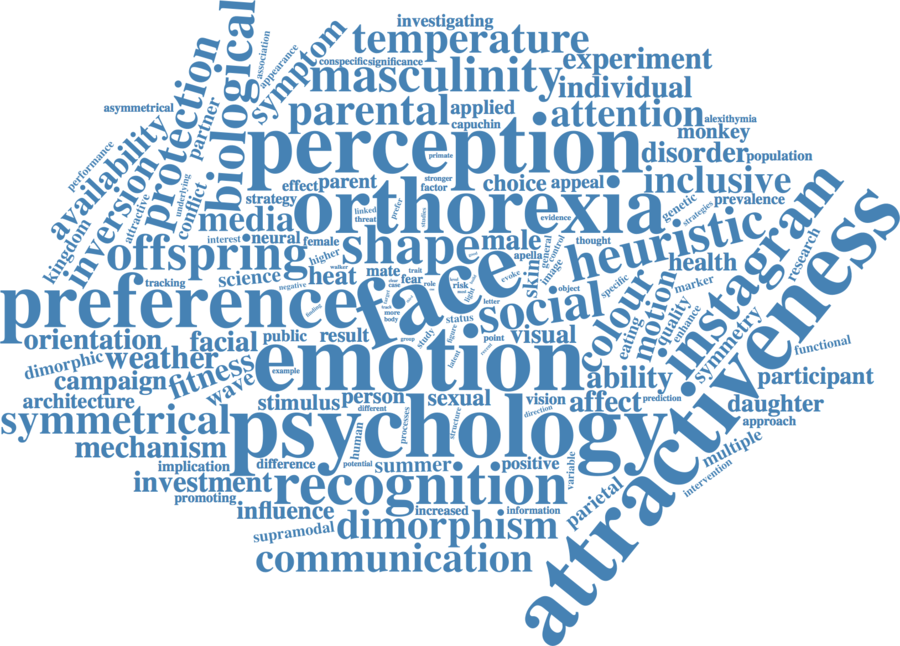 investigating
temperature
conspecific significance
association
appearance
symptom
biological
masculinity
experiment
individual
asymmetrical
protection
partner
parental
applied
attention
alexithymia
capuchin
monkey
performance
availability
perception
primate
disorder
population
inversion
underlying
conflict
effect
parent
stronger
factor
choice
appeal
inclusive
kingdom
attractive
strategy
orthorexia
linked
threat
prefer
studies
evidence
genetic
strategies
prevalence
media
offspring
interest
neural
female
shape
male
apella
skin
general
control
image
thought
heuristic
instagram
research
attractiveness
science
higher
heat
walker
mate
fear
trait
case
role
face
risk
evoke
light
letter
object
specific
health
marker
tracking
negative
preference
finding
more
body
social
status
colour
motion
eating
quality
enhance
symmetry
orientation
facial
public
result
group
study
figure
point
visual
functional
dimorphic
weather
fitness
wave
example
emotion
latent
ability
participant
campaign
architecture
stimulus
person
different
sexual
vision
direction
affect
prediction
daughter
approach
symmetrical
psychology
processes
structure
human
mechanism
multiple
intervention
implication
difference
potential
summer
positive
variable
investment
promoting
recognition
parietal
influence
increased
information
supramodal
dimorphism
communication